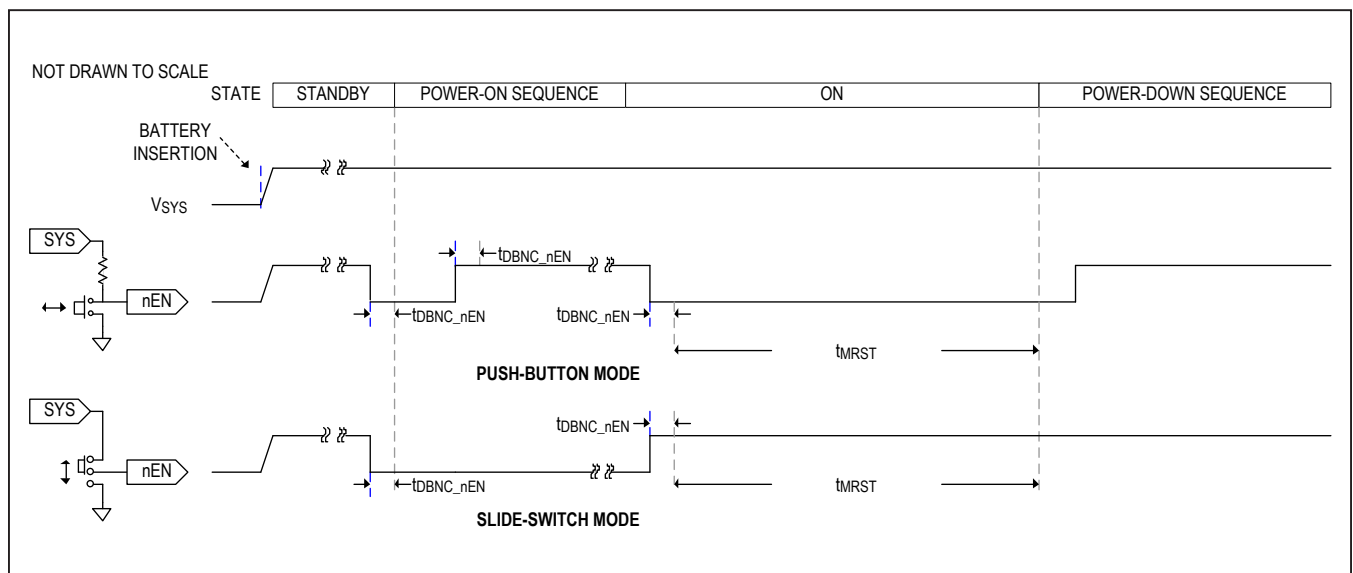 NOT DRAWN TO SCALE
STATE STANDBY POWER-ON SEQUENCE ON POWER-DOWN SEQUENCE
BATTERY
INSERTION
VSYS
SYS
nEN
tDBNC_nEN
tDBNC_nEN
tDBNC_nEN
tMRST
PUSH-BUTTON MODE
SYS
nEN
tDBNC_nEN
tDBNC_nEN
tMRST
SLIDE-SWITCH MODE